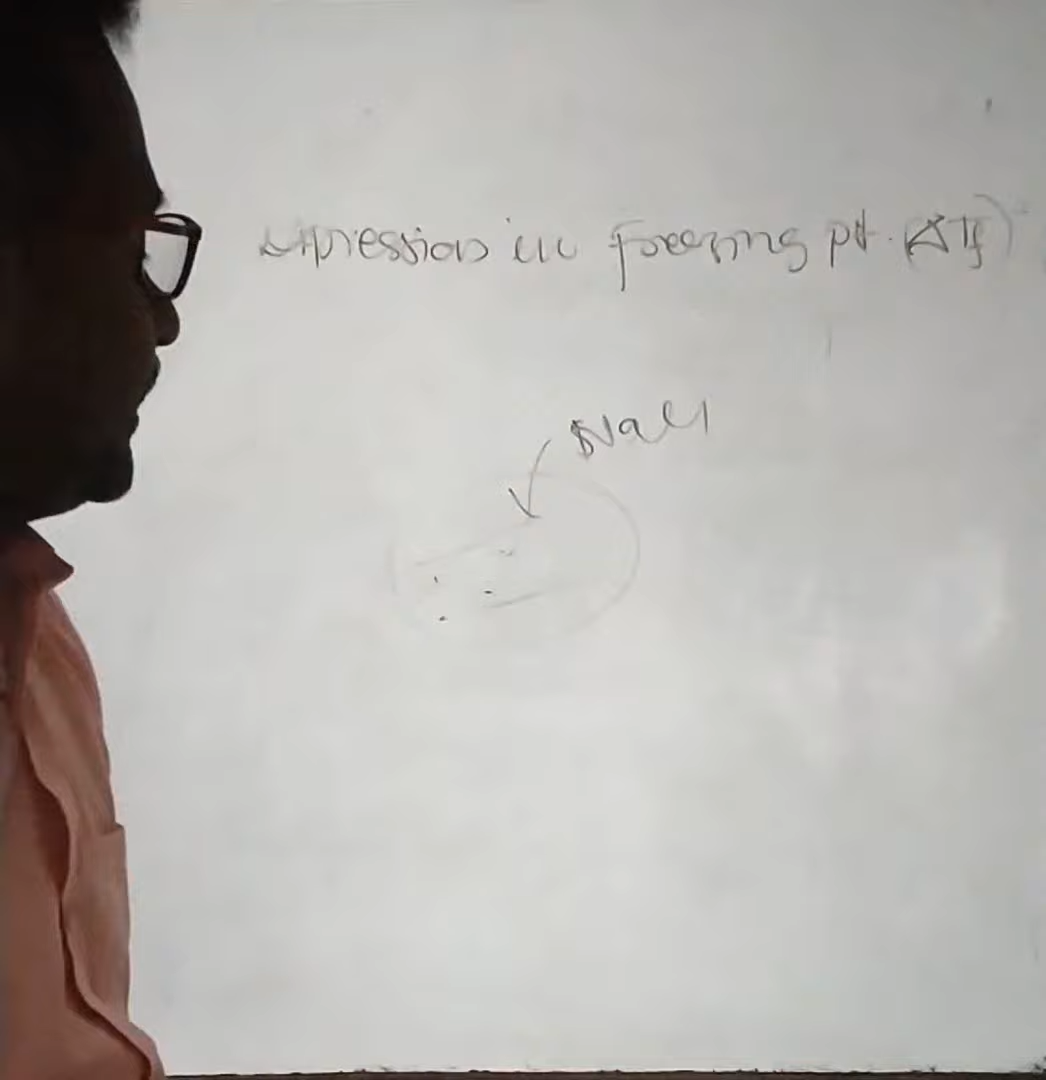 Depression in freezing pt. (ΔTf)
NaCl